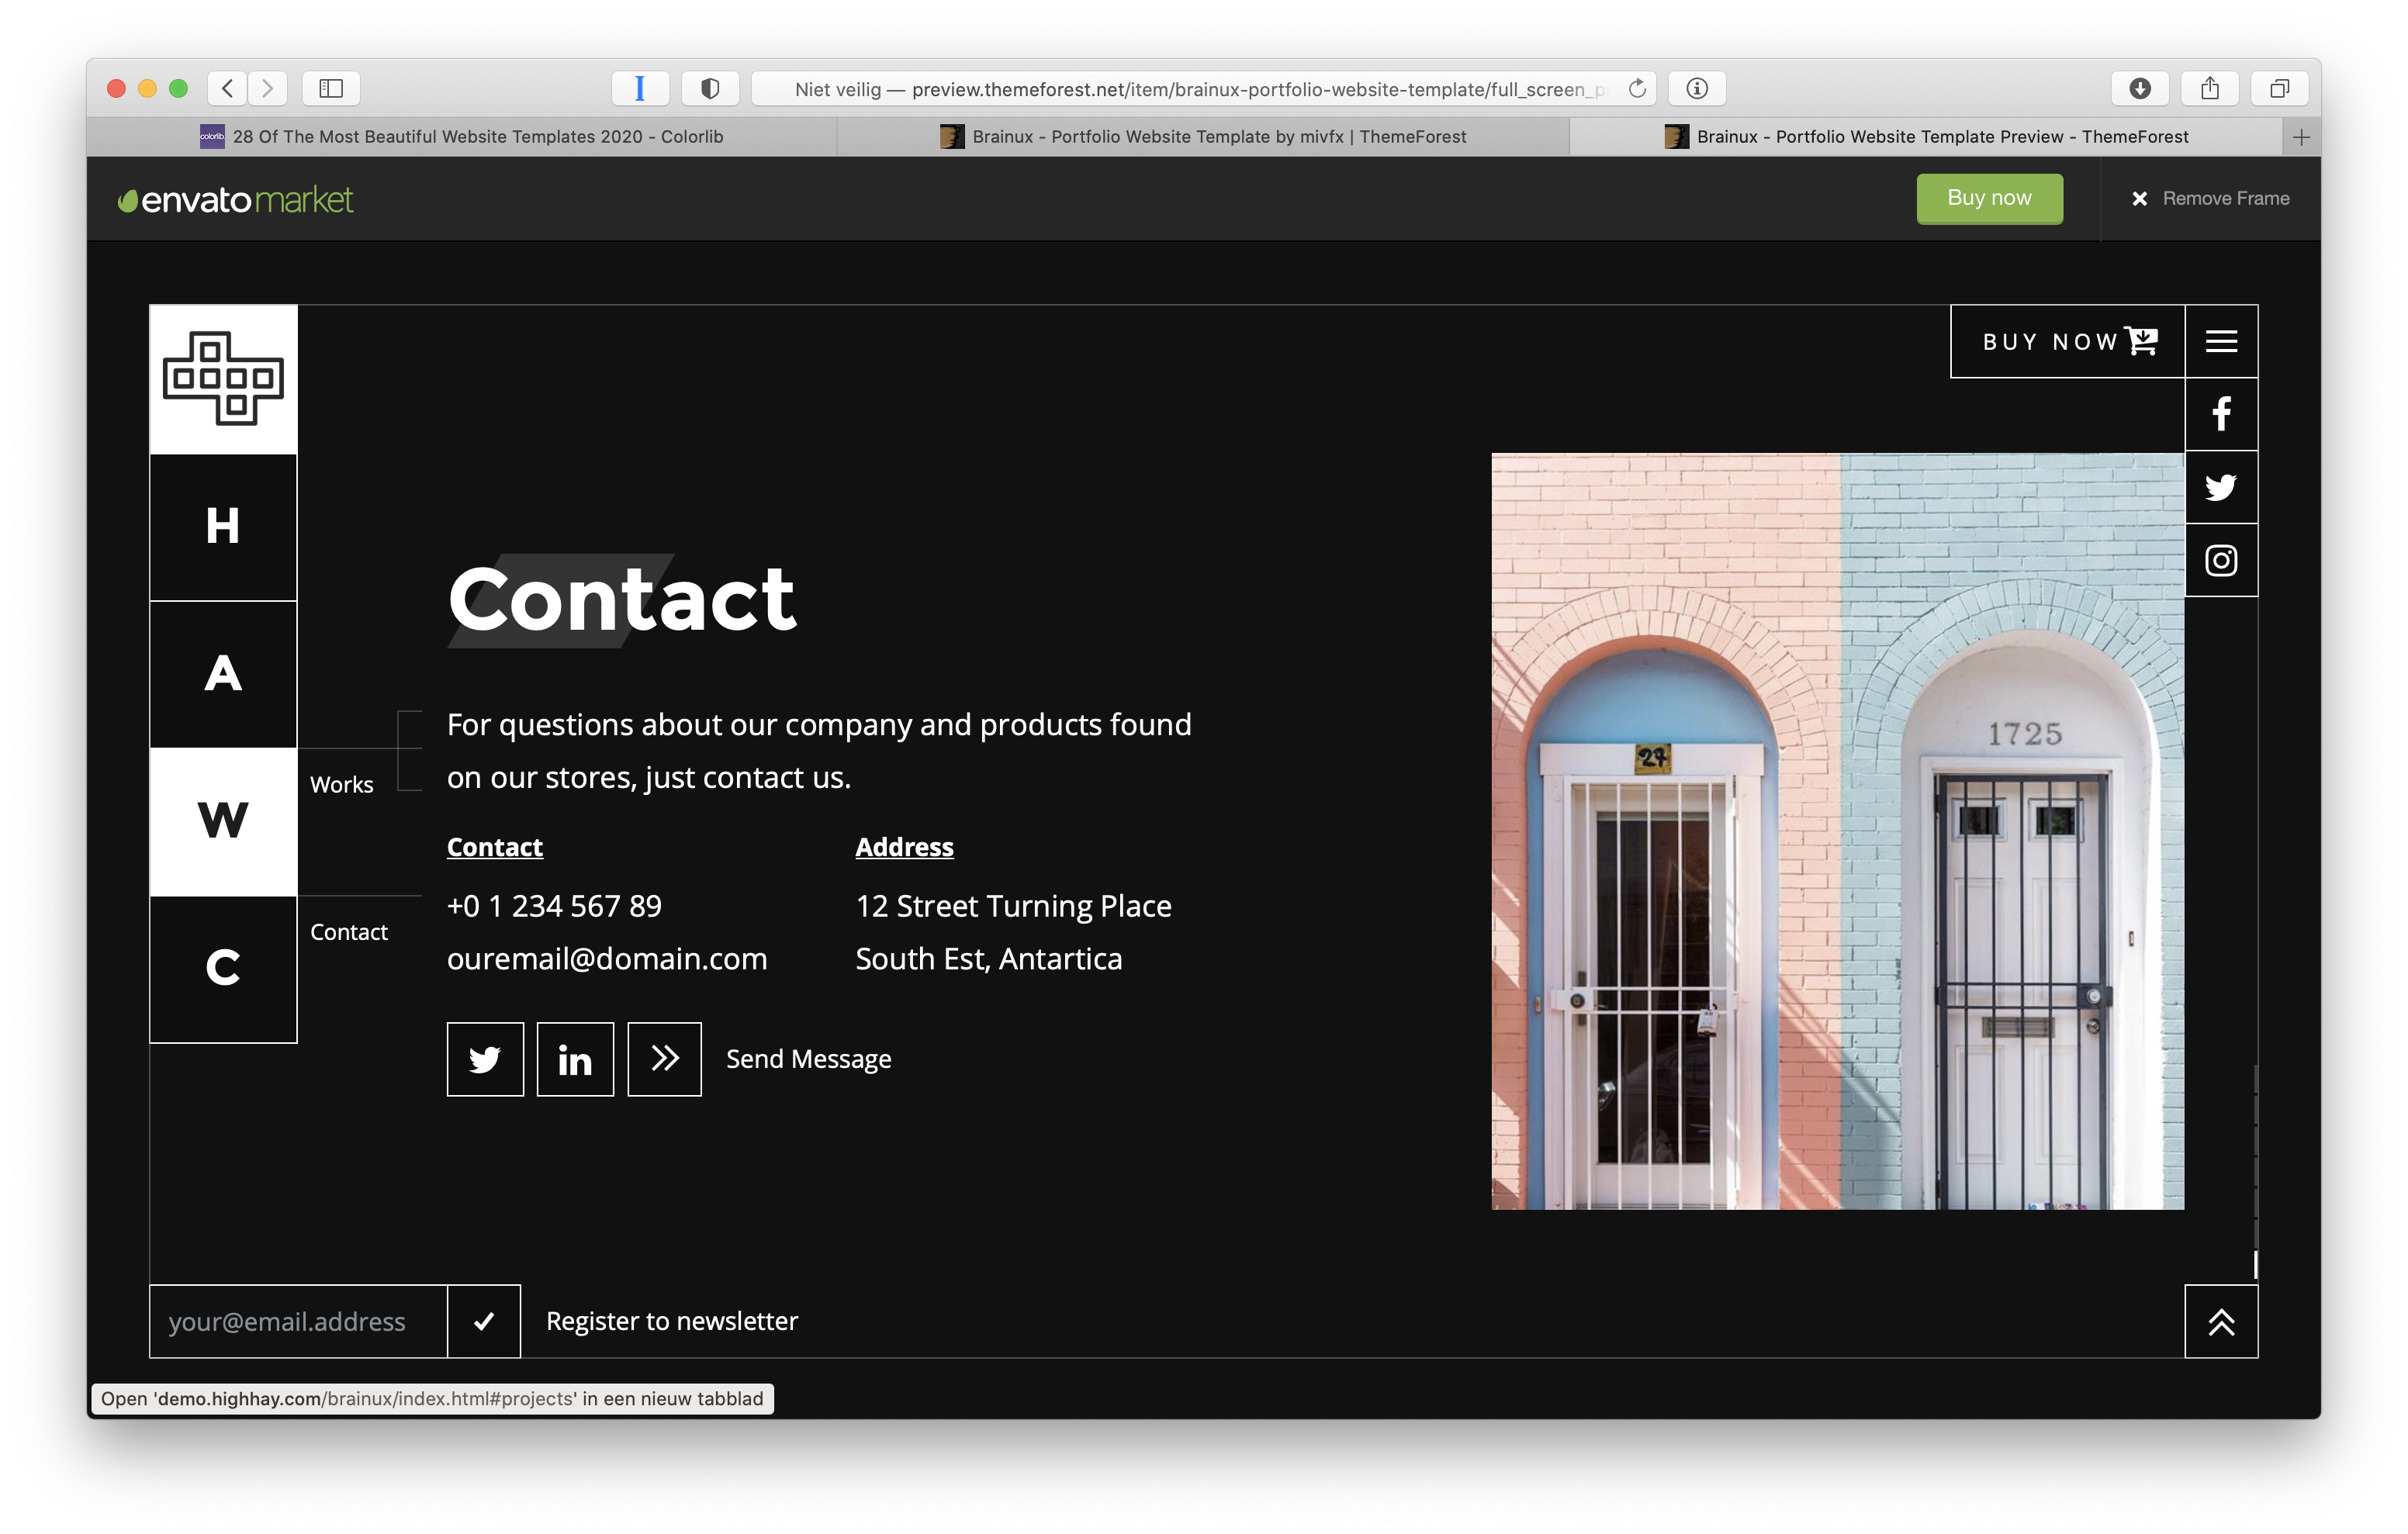 Niet veilig — preview.themeforest.net/item/brainux-portfolio-website-template/full_screen_p
colorlib.
28 Of The Most Beautiful Website Templates 2020 - Colorlib
Brainux - Portfolio Website Template by mivfx | ThemeForest
Brainux - Portfolio Website Template Preview - ThemeForest
envatomarket
Buy now
Remove Frame
BUY NOW
H
A
W
C
Works
Contact
Contact
For questions about our company and products found
on our stores, just contact us.
Contact
+0 1 234 567 89
ouremail@domain.com
Address
12 Street Turning Place
South Est, Antartica
in
Send Message
27
1725
your@email.address
Register to newsletter
Open 'demo.highhay.com/brainux/index.html#projects' in een nieuw tabblad